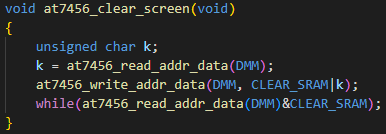 void at7456_clear_screen(void)
{
    unsigned char k;
    k = at7456_read_addr_data(DMM);
    at7456_write_addr_data(DMM, CLEAR_SRAM|k);
    while(at7456_read_addr_data(DMM)&CLEAR_SRAM);
}